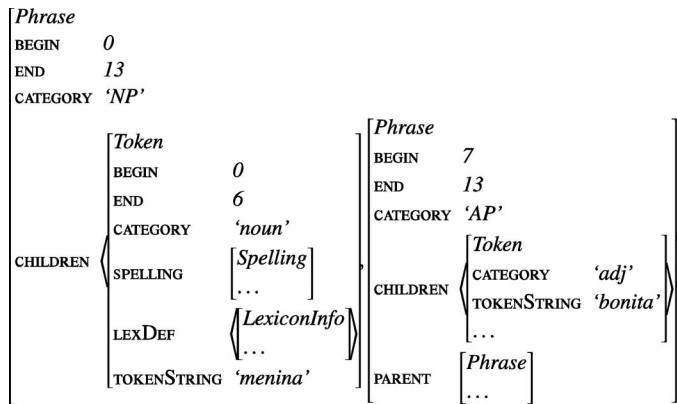 Phrase
BEGIN 0
END 13
CATEGORY ‘NP’
CHILDREN
Token
BEGIN 0
END 6
CATEGORY ‘noun’
SPELLING
Spelling
...
LEXDEF
LexiconInfo
...
TOKENSTRING ‘menina’
,
Phrase
BEGIN 7
END 13
CATEGORY ‘AP’
CHILDREN
Token
CATEGORY ‘adj’
TOKENSTRING ‘bonita’
...
PARENT
Phrase
...